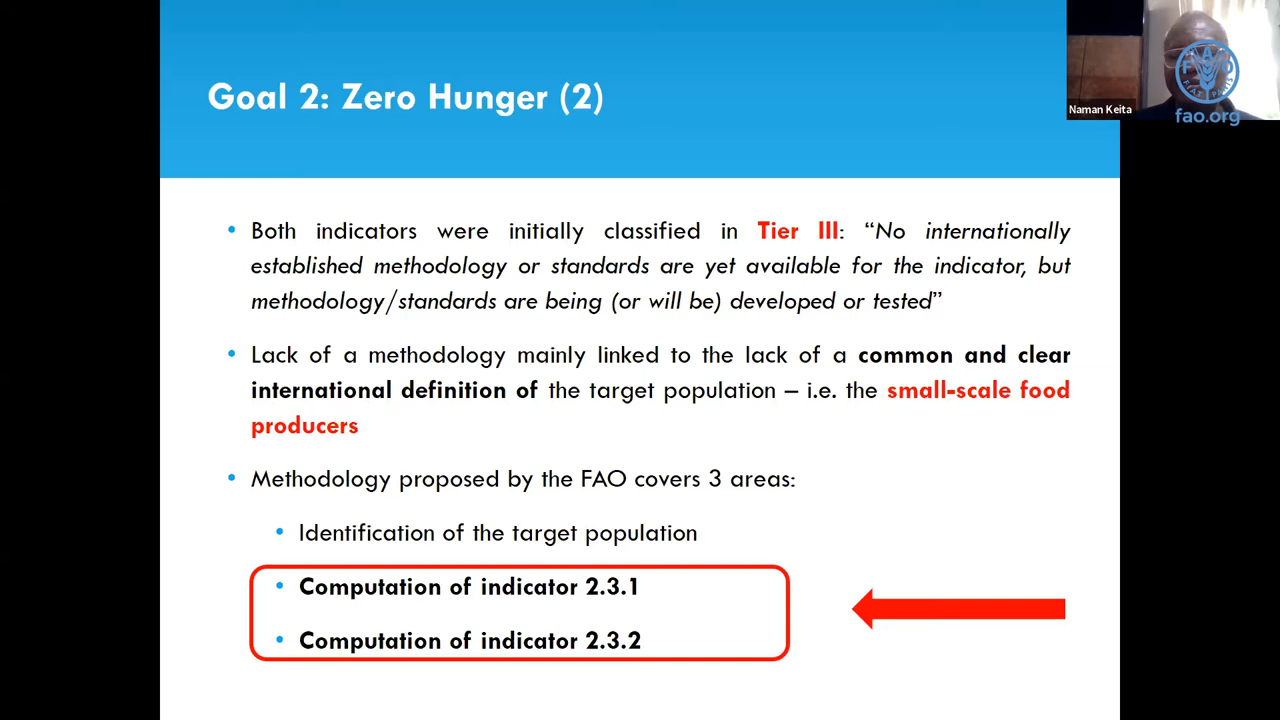 Goal 2: Zero Hunger (2)
Naman Keita
FAO
FIAT PANIS
fao.org
• Both indicators were initially classified in Tier III: “No internationally
established methodology or standards are yet available for the indicator, but
methodology/standards are being (or will be) developed or tested”
• Lack of a methodology mainly linked to the lack of a common and clear
international definition of the target population – i.e. the small-scale food
producers
• Methodology proposed by the FAO covers 3 areas:
• Identification of the target population
• Computation of indicator 2.3.1
• Computation of indicator 2.3.2